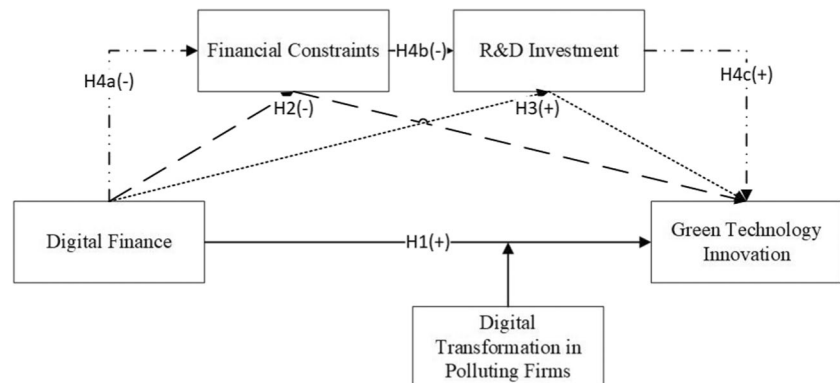 Financial Constraints
H4b(-)
R&D Investment
H4a(-)
H4c(+)
H2(-)
H3(+)
Digital Finance
H1(+)
Green Technology
Innovation
Digital
Transformation in
Polluting Firms